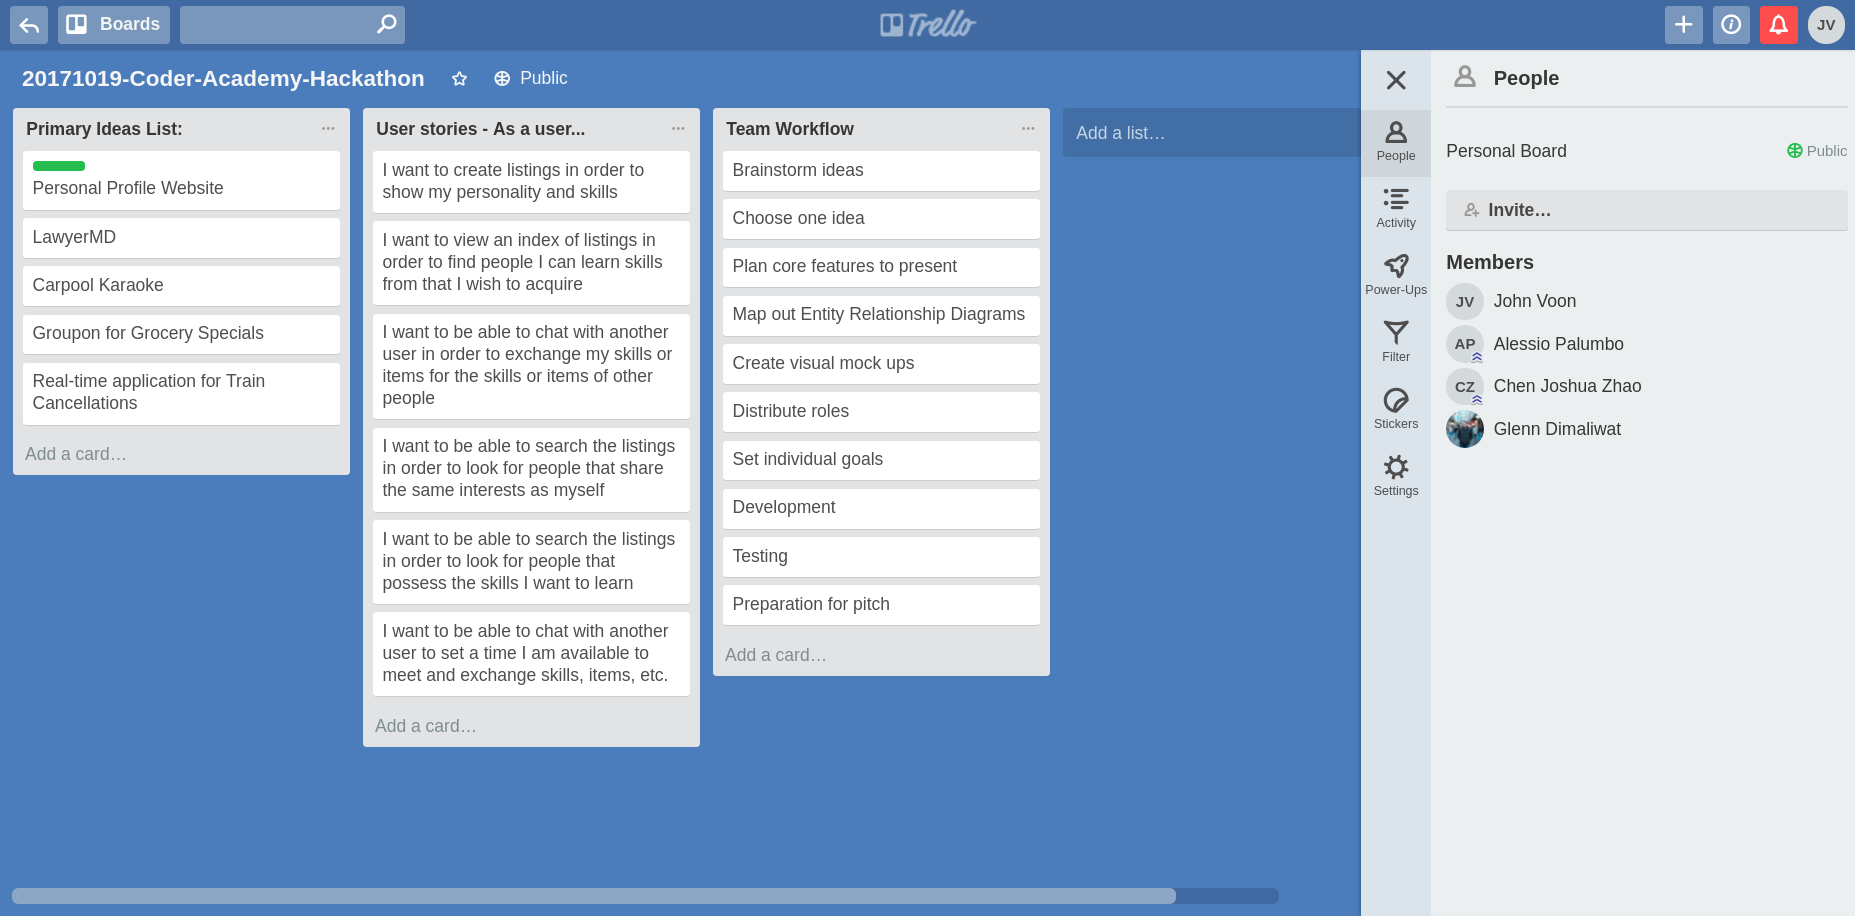 Boards
Trello
JV
20171019-Coder-Academy-Hackathon
Public
Primary Ideas List:
Personal Profile Website
LawyerMD
Carpool Karaoke
Groupon for Grocery Specials
Real-time application for Train
Cancellations
Add a card…
User stories - As a user...
I want to create listings in order to
show my personality and skills
I want to view an index of listings in
order to find people I can learn skills
from that I wish to acquire
I want to be able to chat with another
user in order to exchange my skills or
items for the skills or items of other
people
I want to be able to search the listings
in order to look for people that share
the same interests as myself
I want to be able to search the listings
in order to look for people that
possess the skills I want to learn
I want to be able to chat with another
user to set a time I am available to
meet and exchange skills, items, etc.
Add a card…
Team Workflow
Brainstorm ideas
Choose one idea
Plan core features to present
Map out Entity Relationship Diagrams
Create visual mock ups
Distribute roles
Set individual goals
Development
Testing
Preparation for pitch
Add a card…
Add a list…
People
Activity
Power-Ups
Filter
Stickers
Settings
People
Personal Board
Public
Invite…
Members
JV John Voon
AP Alessio Palumbo
CZ Chen Joshua Zhao
Glenn Dimaliwat